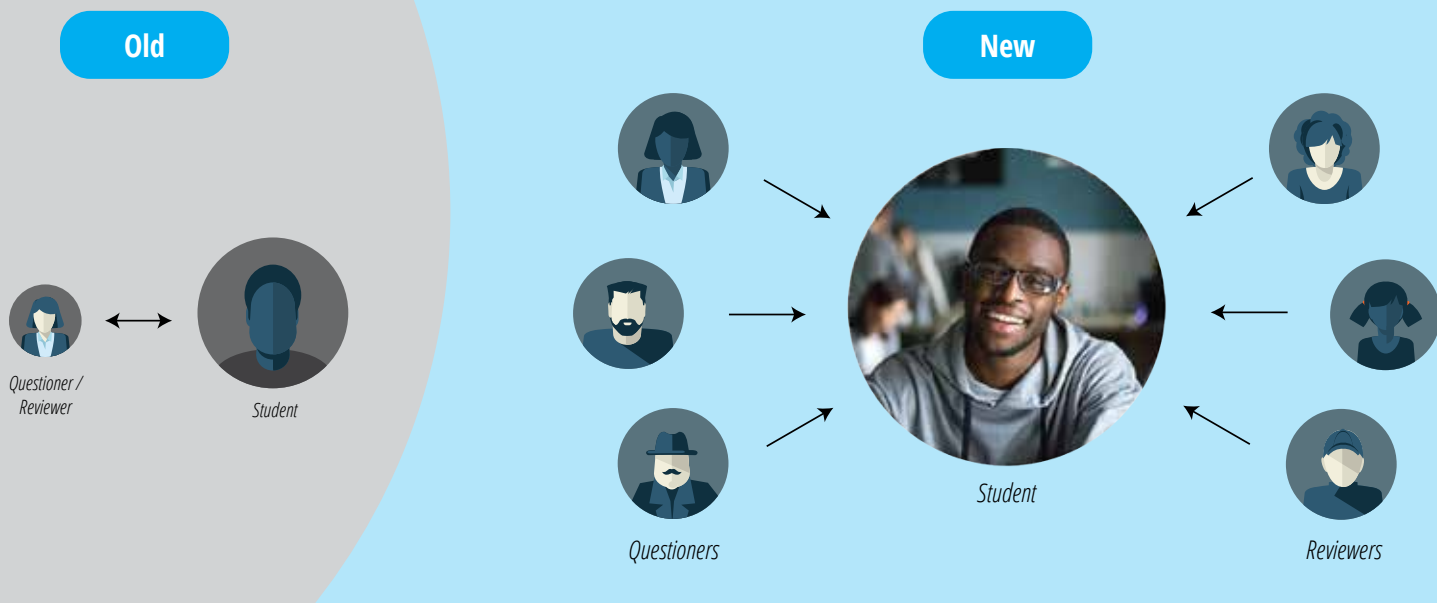 Old
New
Questioner /
Reviewer
Student
Student
Questioners
Reviewers